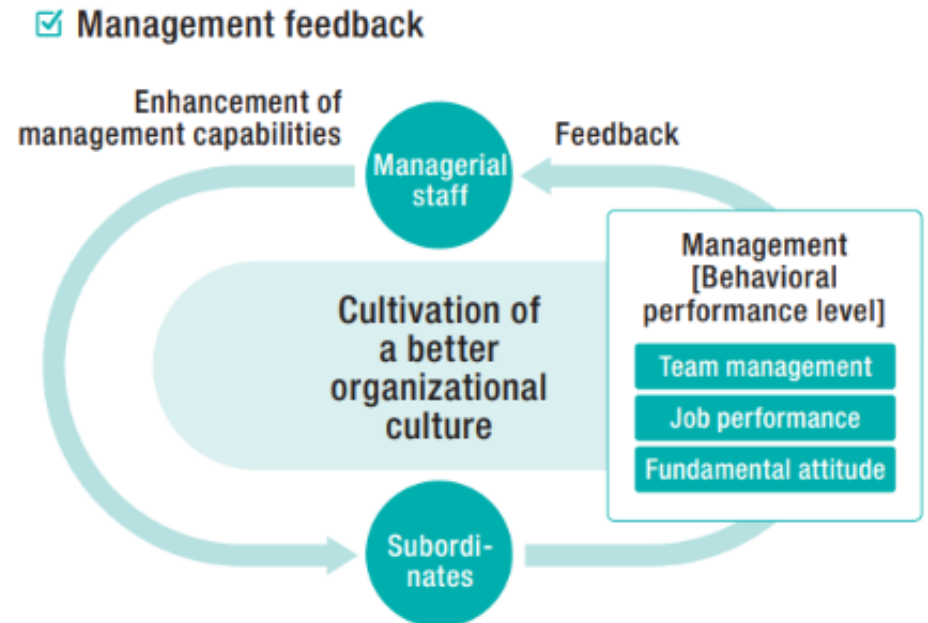 Management feedback
Enhancement of
management capabilities
Feedback
Managerial
staff
Management
[Behavioral
performance level]
Team management
Job performance
Fundamental attitude
Cultivation of
a better
organizational
culture
Subordi-
nates